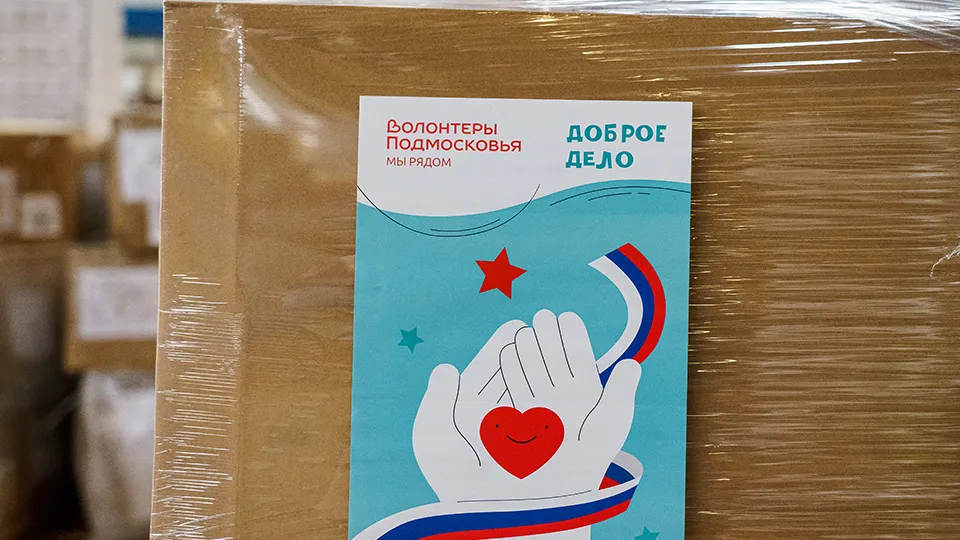 Волонтеры
Подмосковья
МЫ РЯДОМ
ДОБРОЕ
ДЕЛО